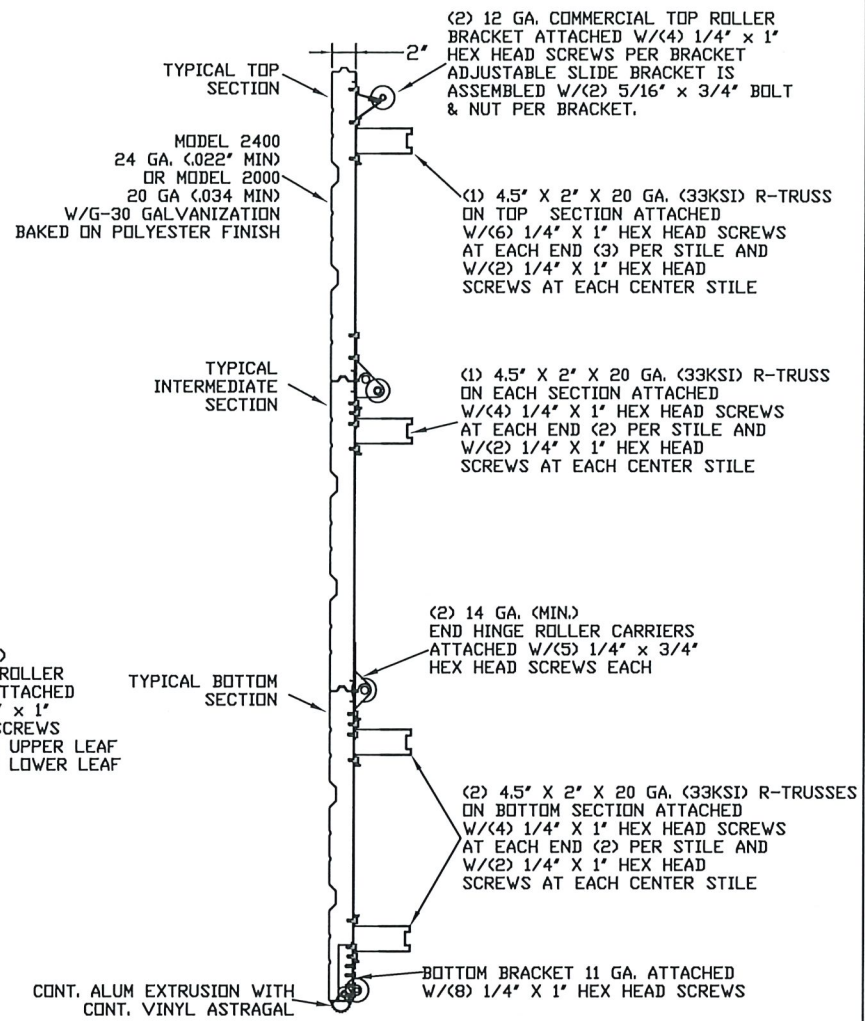 (2) 12 GA. COMMERCIAL TOP ROLLER
BRACKET ATTACHED W/(4) 1/4" x 1"
HEX HEAD SCREWS PER BRACKET
ADJUSTABLE SLIDE BRACKET IS
ASSEMBLED W/(2) 5/16" x 3/4" BOLT
& NUT PER BRACKET.
2"
TYPICAL TOP
SECTION
MODEL 2400
24 GA. (.022" MIN)
OR MODEL 2000
20 GA (.034 MIN)
W/G-30 GALVANIZATION
BAKED ON POLYESTER FINISH
(1) 4.5" X 2" X 20 GA. (33KSI) R-TRUSS
ON TOP SECTION ATTACHED
W/(6) 1/4" X 1" HEX HEAD SCREWS
AT EACH END (3) PER STILE AND
W/(2) 1/4" X 1" HEX HEAD
SCREWS AT EACH CENTER STILE
TYPICAL
INTERMEDIATE
SECTION
(1) 4.5" X 2" X 20 GA. (33KSI) R-TRUSS
ON EACH SECTION ATTACHED
W/(4) 1/4" X 1" HEX HEAD SCREWS
AT EACH END (2) PER STILE AND
W/(2) 1/4" X 1" HEX HEAD
SCREWS AT EACH CENTER STILE
(2) 14 GA. (MIN.)
END HINGE ROLLER CARRIERS
ATTACHED W/(5) 1/4" x 3/4"
HEX HEAD SCREWS EACH
)
ROLLER
TTACHED
" x 1"
SCREWS
UPPER LEAF
LOWER LEAF
TYPICAL BOTTOM
SECTION
(2) 4.5" X 2" X 20 GA. (33KSI) R-TRUSSES
ON BOTTOM SECTION ATTACHED
W/(4) 1/4" X 1" HEX HEAD SCREWS
AT EACH END (2) PER STILE AND
W/(2) 1/4" X 1" HEX HEAD
SCREWS AT EACH CENTER STILE
BOTTOM BRACKET 11 GA. ATTACHED
W/(8) 1/4" X 1" HEX HEAD SCREWS
CONT. ALUM EXTRUSION WITH
CONT. VINYL ASTRAGAL